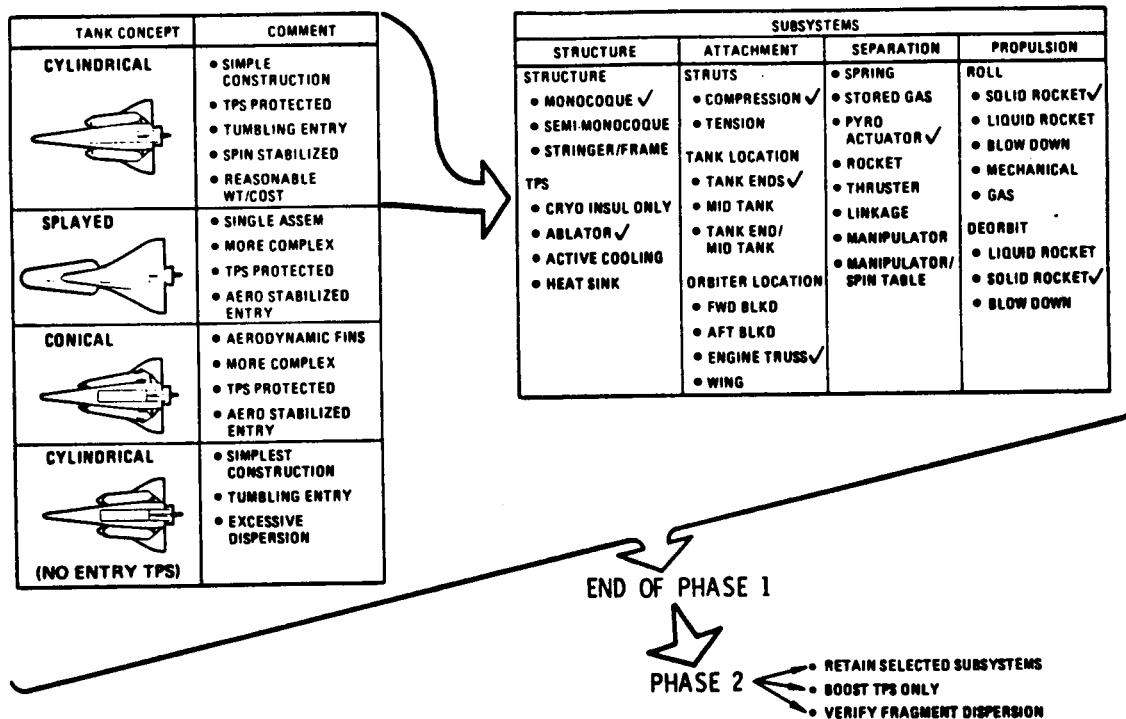 TANK CONCEPT
COMMENT
CYLINDRICAL
• SIMPLE
CONSTRUCTION
• TPS PROTECTED
• TUMBLING ENTRY
• SPIN STABILIZED
• REASONABLE
WT/COST
SPLAYED
• SINGLE ASSEM
• MORE COMPLEX
• TPS PROTECTED
• AERO STABILIZED
ENTRY
CONICAL
• AERODYNAMIC FINS
• MORE COMPLEX
• TPS PROTECTED
• AERO STABILIZED
ENTRY
CYLINDRICAL
(NO ENTRY TPS)
• SIMPLEST
CONSTRUCTION
• TUMBLING ENTRY
• EXCESSIVE
DISPERSION
SUBSYSTEMS
STRUCTURE
ATTACHMENT
SEPARATION
PROPULSION
STRUCTURE
• MONOCOQUE ✓
• SEMI-MONOCOQUE
• STRINGER/FRAME
TPS
• CRYO INSUL ONLY
• ABLATOR ✓
• ACTIVE COOLING
• HEAT SINK
STRUTS
• COMPRESSION ✓
• TENSION
TANK LOCATION
• TANK ENDS ✓
• MID TANK
• TANK END/
MID TANK
ORBITER LOCATION
• FWD BLKD
• AFT BLKD
• ENGINE TRUSS ✓
• WING
• SPRING
• STORED GAS
• PYRO
ACTUATOR ✓
• ROCKET
• THRUSTER
• LINKAGE
• MANIPULATOR
• MANIPULATOR/
SPIN TABLE
ROLL
• SOLID ROCKET ✓
• LIQUID ROCKET
• BLOW DOWN
• MECHANICAL
• GAS
DEORBIT
• LIQUID ROCKET
• SOLID ROCKET ✓
• BLOW DOWN
END OF PHASE 1
PHASE 2
• RETAIN SELECTED SUBSYSTEMS
• BOOST TPS ONLY
• VERIFY FRAGMENT DISPERSION